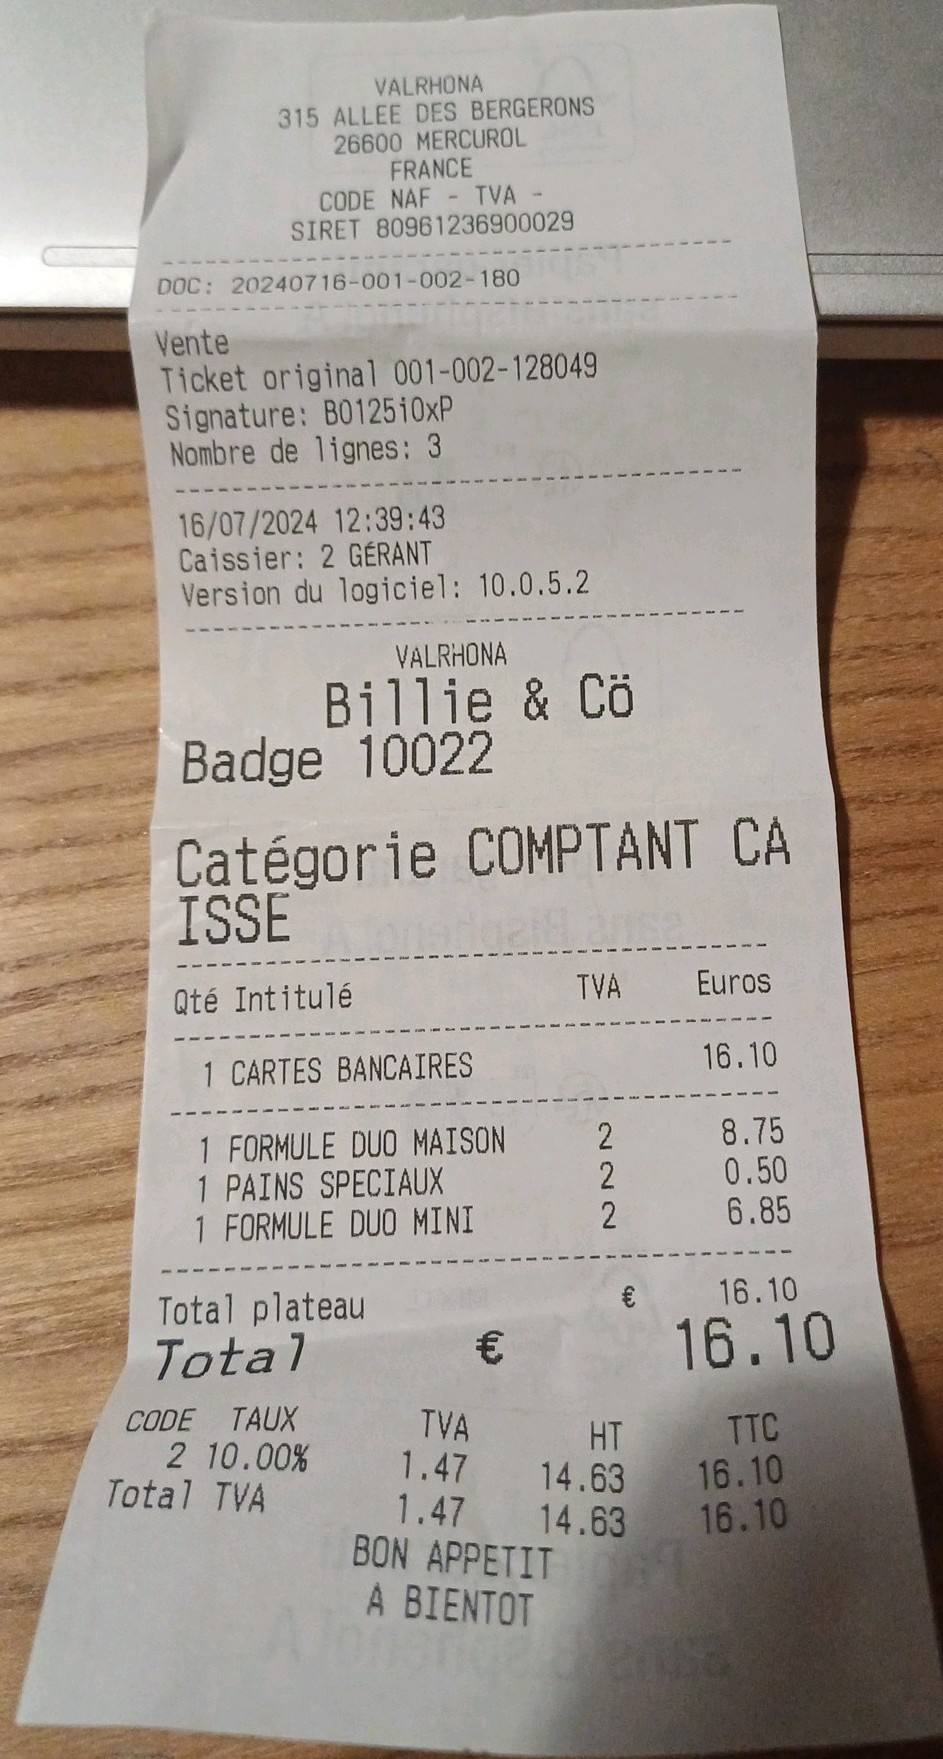 VALRHONA
315 ALLEE DES BERGERONS
26600 MERCUROL
FRANCE
CODE NAF - TVA -
SIRET 80961236900029
DOC: 20240716-001-002-180
Vente
Ticket original 001-002-128049
Signature: B0125i0xP
Nombre de lignes: 3
16/07/2024 12:39:43
Caissier: 2 GÉRANT
Version du logiciel: 10.0.5.2
VALRHONA
Billie & Cö
Badge 10022
Catégorie COMPTANT CA
ISSE
Qté Intitulé TVA Euros
1 CARTES BANCAIRES 16.10
1 FORMULE DUO MAISON 2 8.75
1 PAINS SPECIAUX 2 0.50
1 FORMULE DUO MINI 2 6.85
Total plateau € 16.10
Total € 16.10
CODE TAUX TVA HT TTC
2 10.00% 1.47 14.63 16.10
Total TVA 1.47 14.63 16.10
BON APPETIT
A BIENTOT